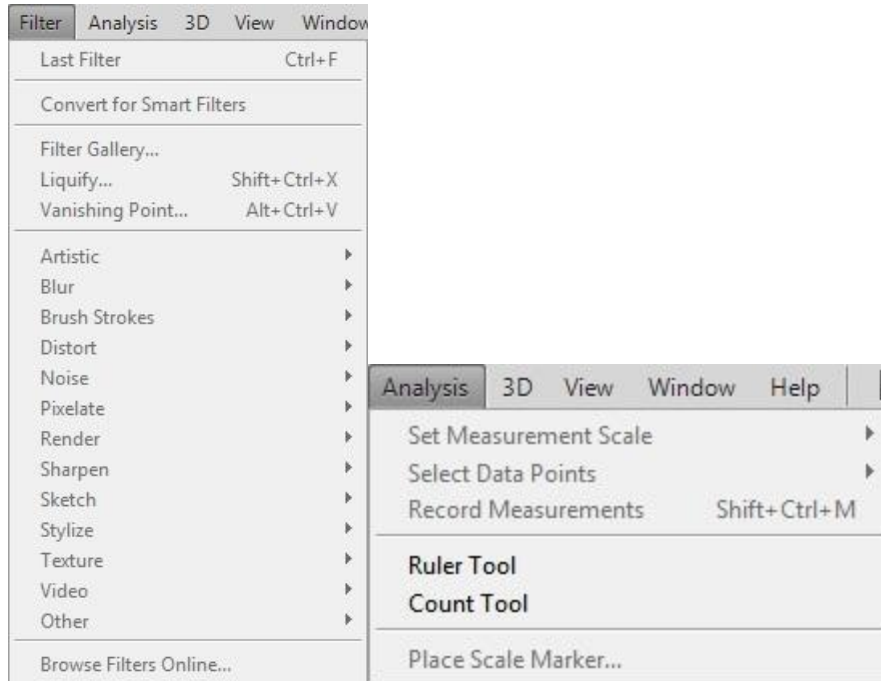 Filter Analysis 3D View Window
Last Filter Ctrl+F
Convert for Smart Filters
Filter Gallery...
Liquify... Shift+Ctrl+X
Vanishing Point... Alt+Ctrl+V
Artistic
Blur
Brush Strokes
Distort
Noise
Pixelate
Render
Sharpen
Sketch
Stylize
Texture
Video
Other
Browse Filters Online...
Analysis 3D View Window Help
Set Measurement Scale
Select Data Points
Record Measurements Shift+Ctrl+M
Ruler Tool
Count Tool
Place Scale Marker...